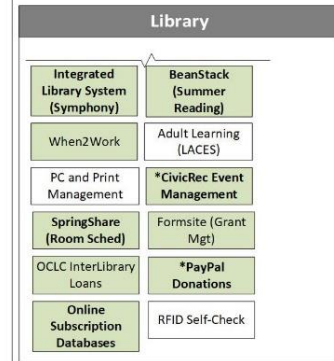 Library
Integrated
Library System
(Symphony)
BeanStack
(Summer
Reading)
When2Work
Adult Learning
(LACES)
PC and Print
Management
*CivicRec Event
Management
SpringShare
(Room Sched)
Formsite (Grant
Mgt)
OCLC InterLibrary
Loans
*PayPal
Donations
Online
Subscription
Databases
RFID Self-Check